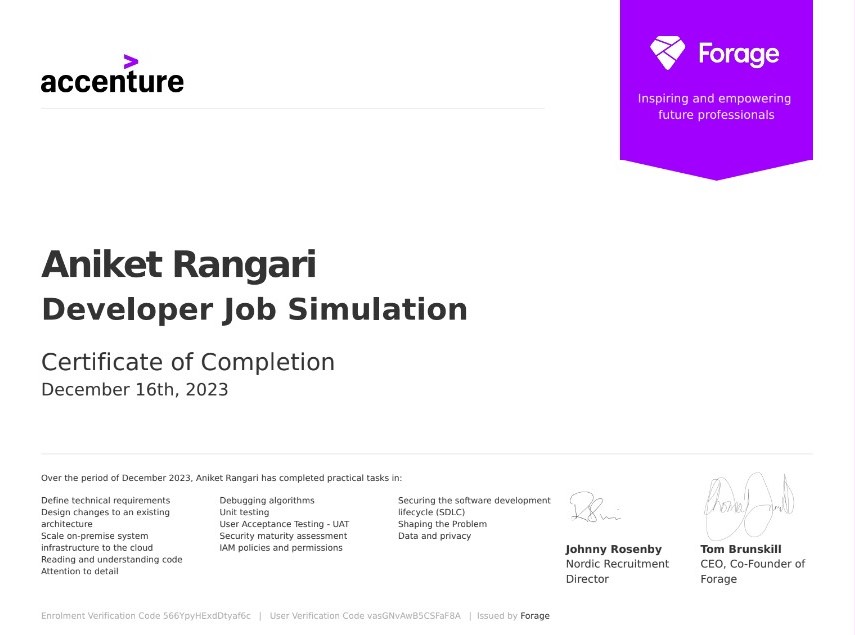 accenture
Forage
Inspiring and empowering
future professionals
Aniket Rangari
Developer Job Simulation
Certificate of Completion
December 16th, 2023
Over the period of December 2023, Aniket Rangari has completed practical tasks in:
Define technical requirements
Design changes to an existing
architecture
Scale on-premise system
infrastructure to the cloud
Reading and understanding code
Attention to detail
Debugging algorithms
Unit testing
User Acceptance Testing - UAT
Security maturity assessment
IAM policies and permissions
Securing the software development
lifecycle (SDLC)
Shaping the Problem
Data and privacy
Johnny Rosenby
Nordic Recruitment
Director
Tom Brunskill
CEO, Co-Founder of
Forage
Enrolment Verification Code 566YpyHExdDtyaf6c | User Verification Code vasGNvAwB5CSFaF8A | Issued by Forage